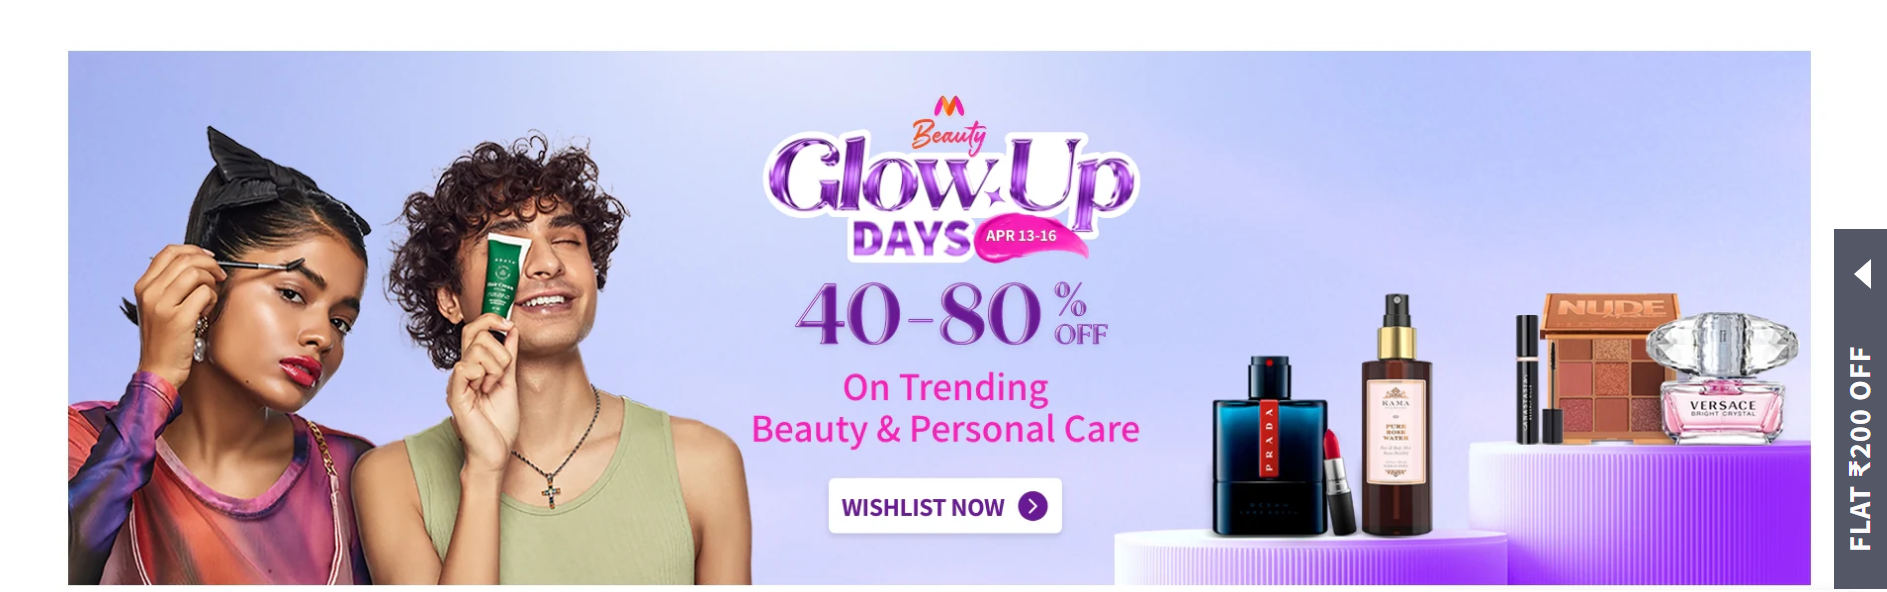 Beauty
Glow Up
DAYS
APR 13-16
40-80% OFF
On Trending
Beauty & Personal Care
WISHLIST NOW
PRADA
KAMA
PURE
ROSE
WATER
NUDE
VERSACE
BRIGHT CRYSTAL
FLAT ₹200 OFF